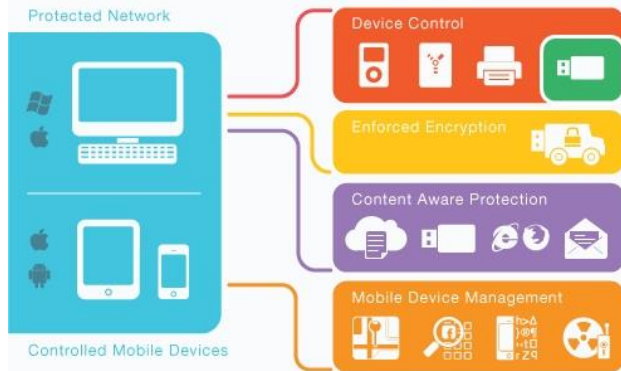 Protected Network
Device Control
Enforced Encryption
Content Aware Protection
Mobile Device Management
Controlled Mobile Devices